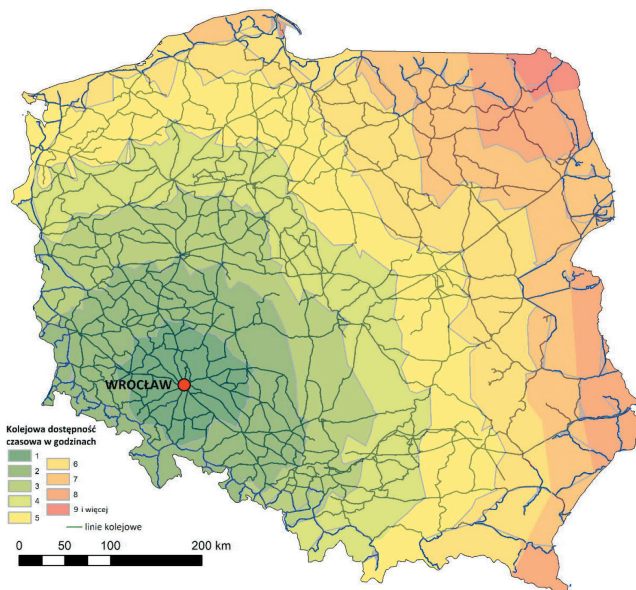 WROCŁAW
Kolejowa dostępność
czasowa w godzinach
1
2
3
4
5
6
7
8
9 i więcej
linie kolejowe
0 50 100 200 km